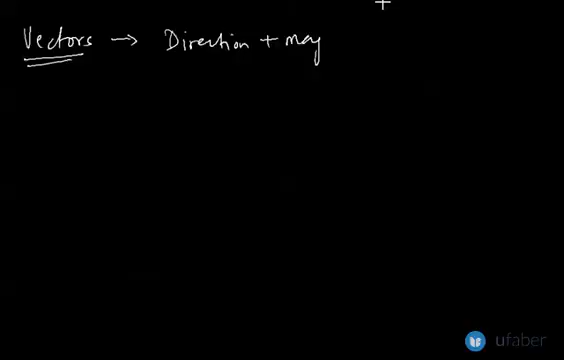 Vectors → Direction + mag
ufaber